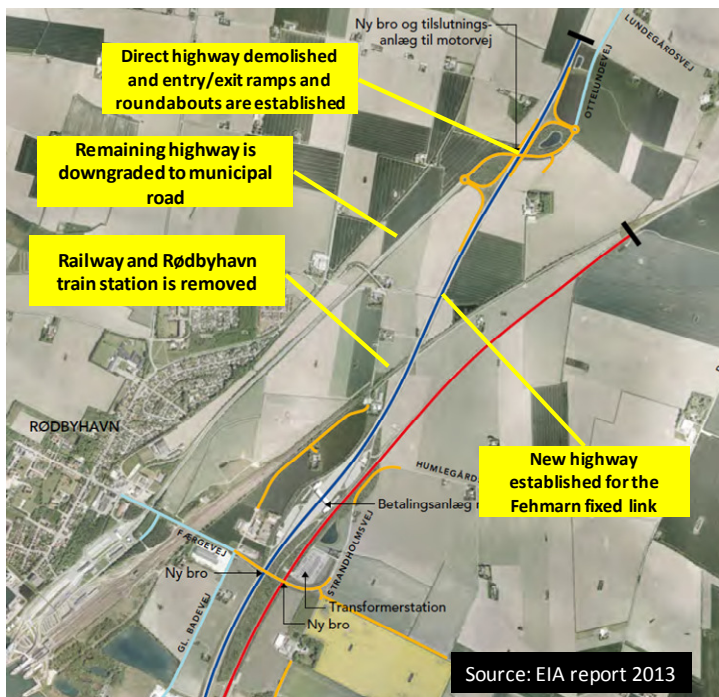 Ny bro og tilslutnings-
anlæg til motorvej
LUNDEGÅRDSVEJ
OTTELUNDEVEJ
Direct highway demolished
and entry/exit ramps and
roundabouts are established
Remaining highway is
downgraded to municipal
road
Railway and Rødbyhavn
train station is removed
RØDBYHAVN
New highway
established for the
Fehmarn fixed link
HUMLEGÅRD
Betalingsanlæg
STRANDHOLMSVEJ
FÆRGEVEJ
Ny bro
GL. BADEVEJ
Transformerstation
Ny bro
Source: EIA report 2013